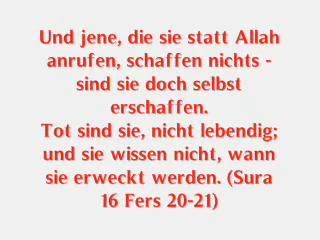 Und jene, die sie statt Allah
anrufen, schaffen nichts -
sind sie doch selbst
erschaffen.
Tot sind sie, nicht lebendig;
und sie wissen nicht, wann
sie erweckt werden. (Sura
16 Fers 20-21)